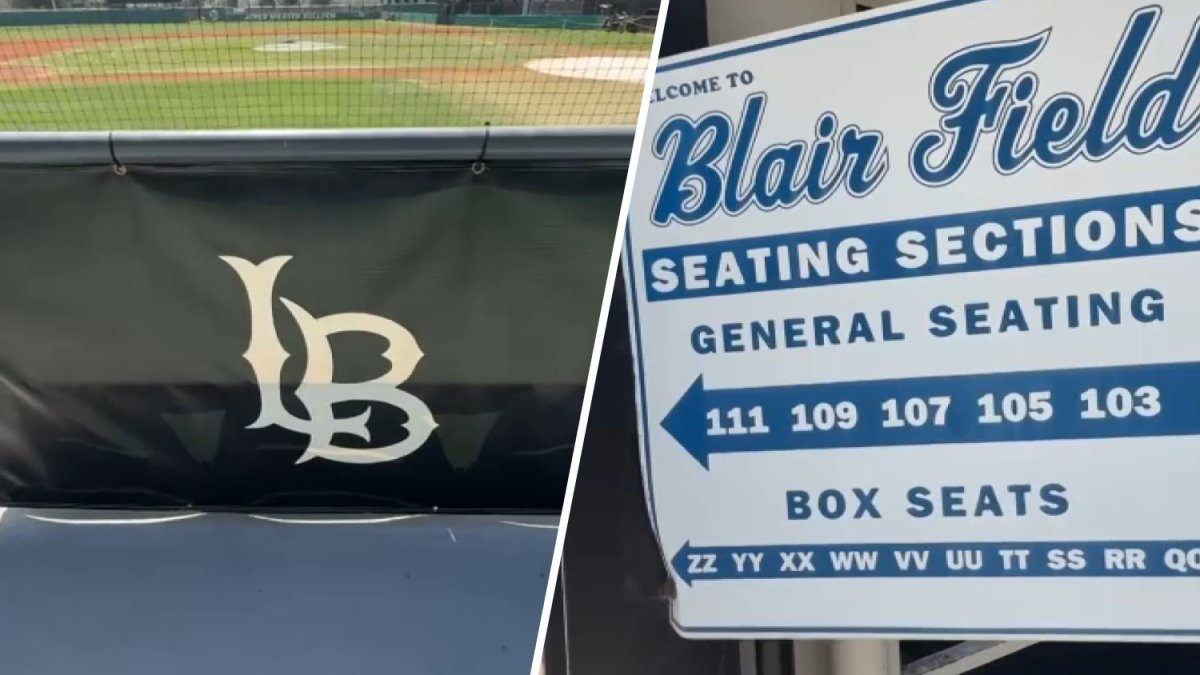 LB
ELCOME TO
Blair Field
SEATING SECTIONS
GENERAL SEATING
111 109 107 105 103
BOX SEATS
ZZ YY XX WW VV UU TT SS RR